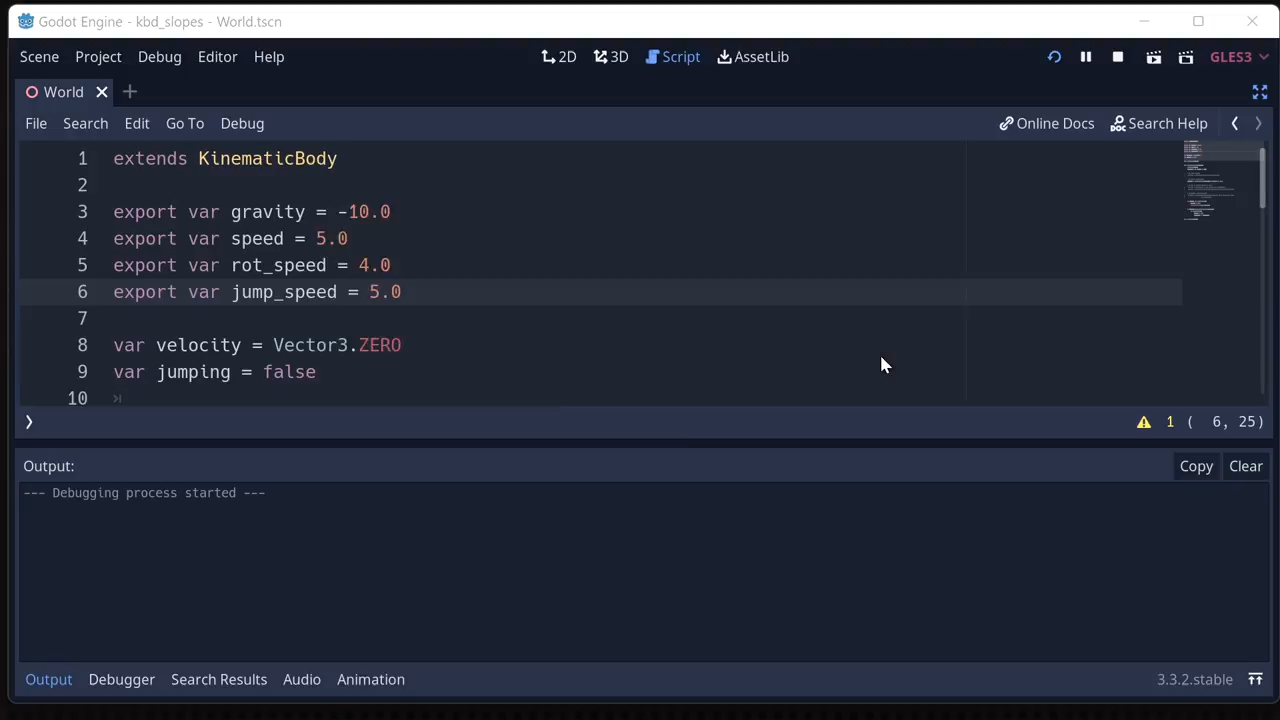 Godot Engine - kbd_slopes - World.tscn
Scene Project Debug Editor Help 2D 3D Script AssetLib GLES3
World
File Search Edit Go To Debug Online Docs Search Help
1 extends KinematicBody
2
3 export var gravity = -10.0
4 export var speed = 5.0
5 export var rot_speed = 4.0
6 export var jump_speed = 5.0
7
8 var velocity = Vector3.ZERO
9 var jumping = false
10
1 ( 6, 25)
Output: Copy Clear
--- Debugging process started ---
Output Debugger Search Results Audio Animation 3.3.2.stable